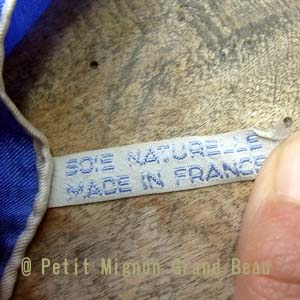 SOIE NATURELLE
MADE IN FRANCE
@ Petit Mignon Grand Beau